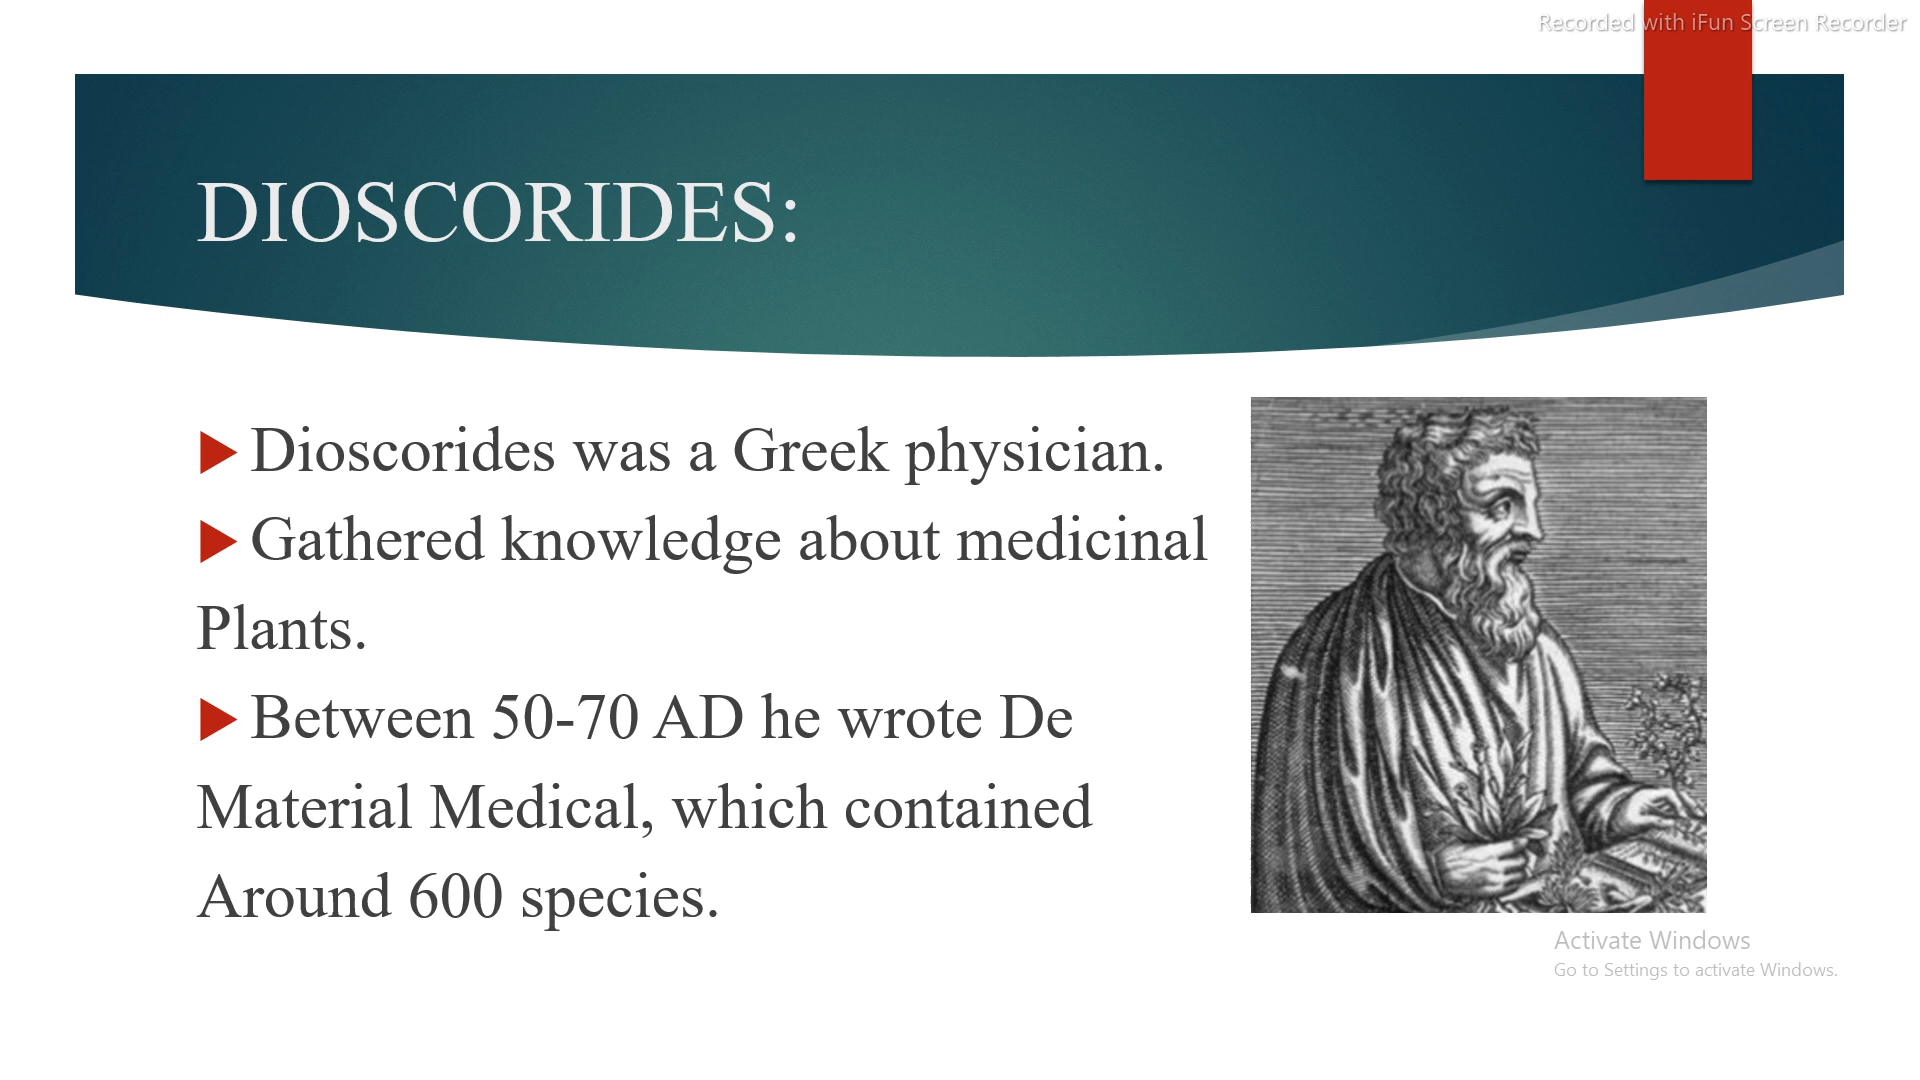 Recorded with iFun Screen Recorder
DIOSCORIDES:
Dioscorides was a Greek physician.
Gathered knowledge about medicinal
Plants.
Between 50-70 AD he wrote De
Material Medical, which contained
Around 600 species.
Activate Windows
Go to Settings to activate Windows.